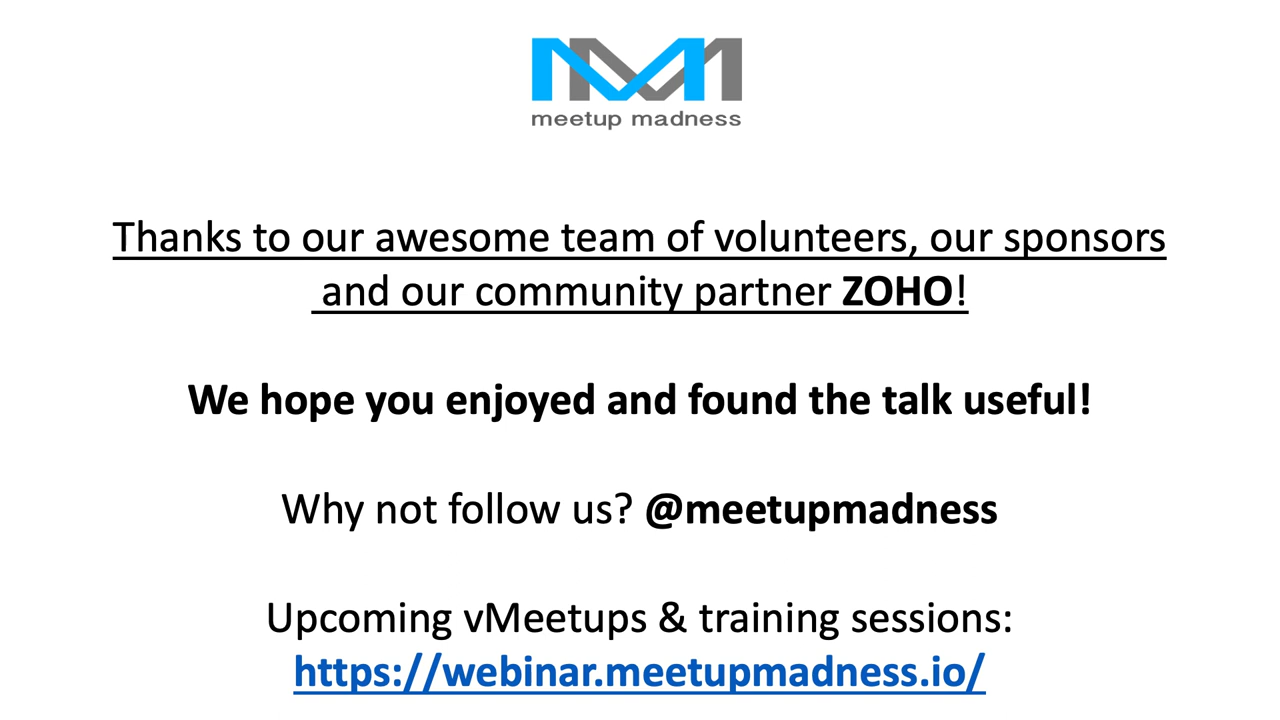 meetup madness
Thanks to our awesome team of volunteers, our sponsors
and our community partner ZOHO!
We hope you enjoyed and found the talk useful!
Why not follow us? @meetupmadness
Upcoming vMeetups & training sessions:
https://webinar.meetupmadness.io/